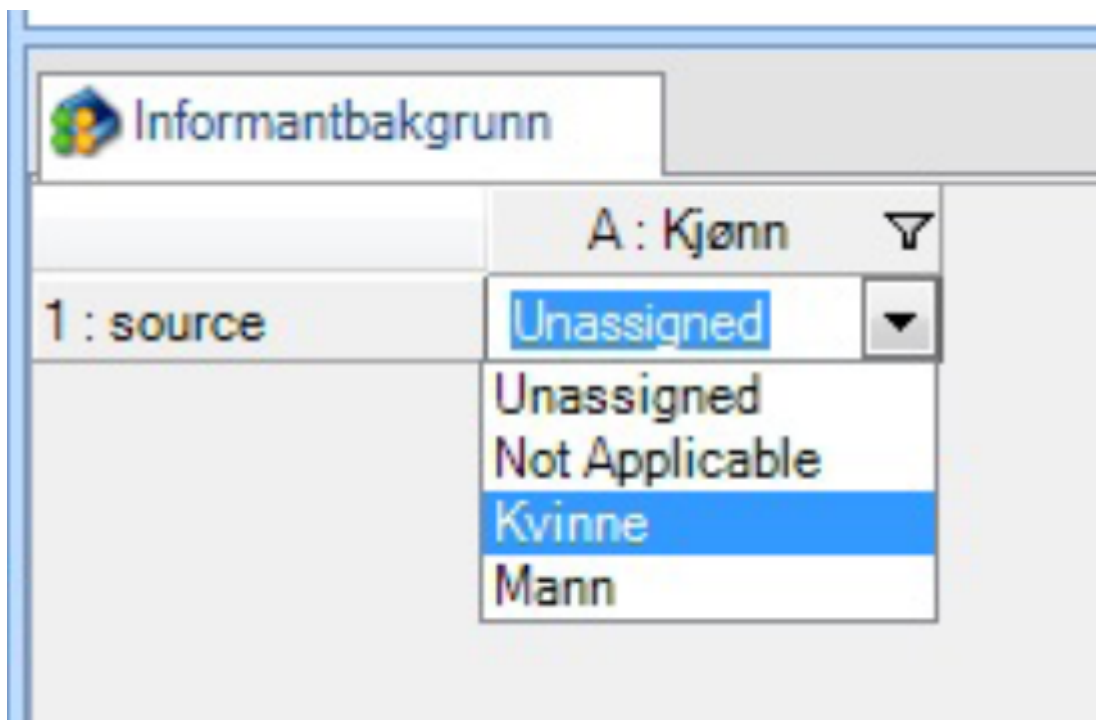 Informantbakgrunn
A : Kjønn
1 : source
Unassigned
Unassigned
Not Applicable
Kvinne
Mann